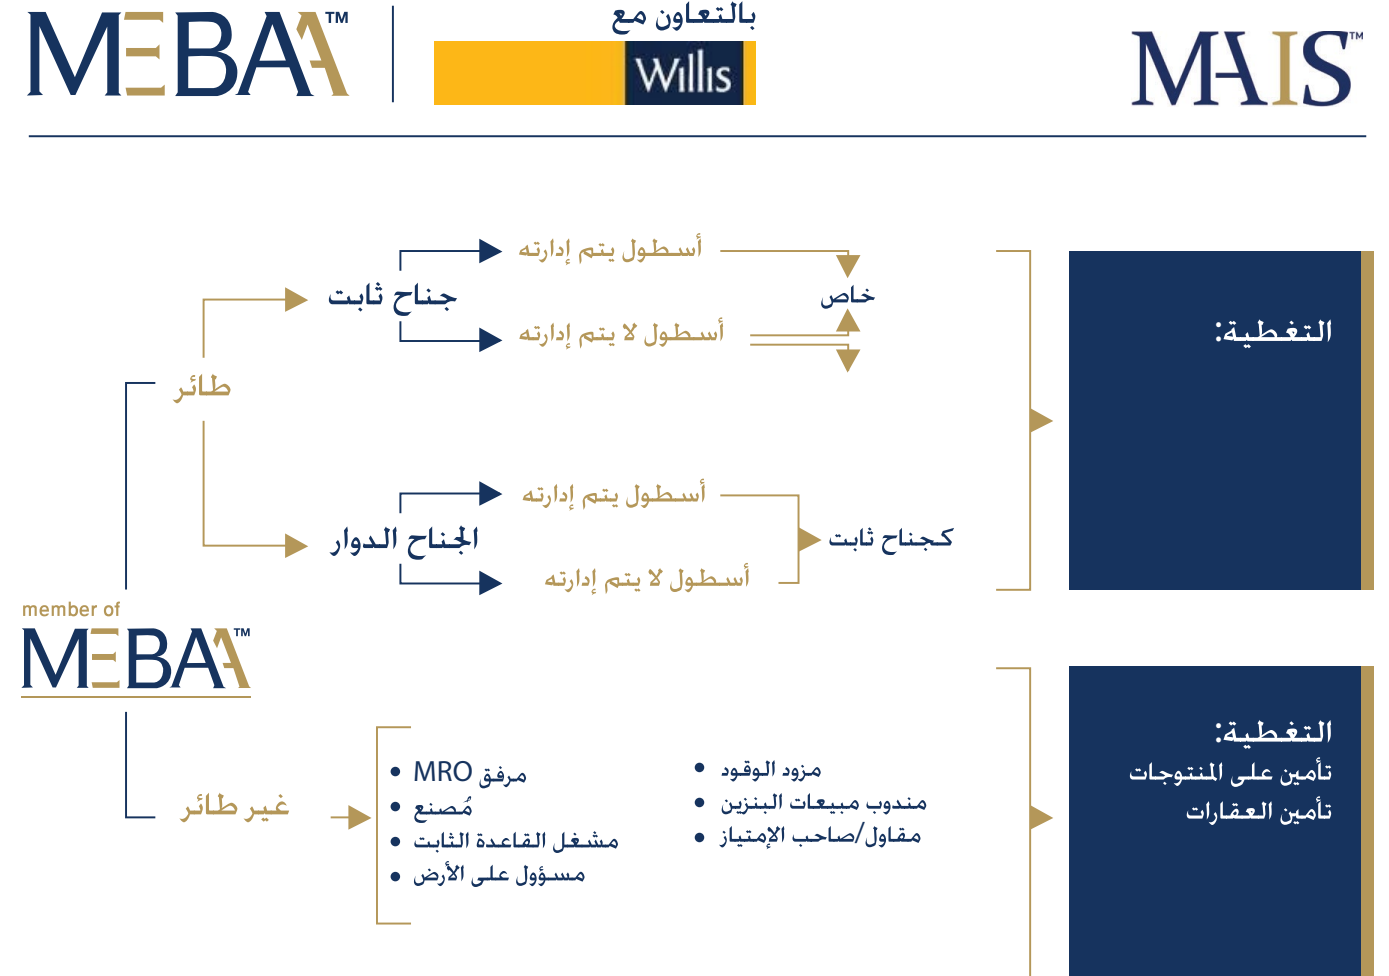 MEBAA™
بالتعاون مع
Willis
MAIS™
أسطول يتم إدارته
جناح ثابت
خاص
أسطول لا يتم إدارته
التغطية:
طائر
أسطول يتم إدارته
الجناح الدوار
كجناح ثابت
أسطول لا يتم إدارته
member of
MEBAA™
التغطية:
تأمين على المنتوجات
تأمين العقارات
غير طائر
• مرفق MRO
• مُصنع
• مشغل القاعدة الثابت
• مسؤول على الأرض
• مزود الوقود
• مندوب مبيعات البنزين
• مقاول/صاحب الإمتياز